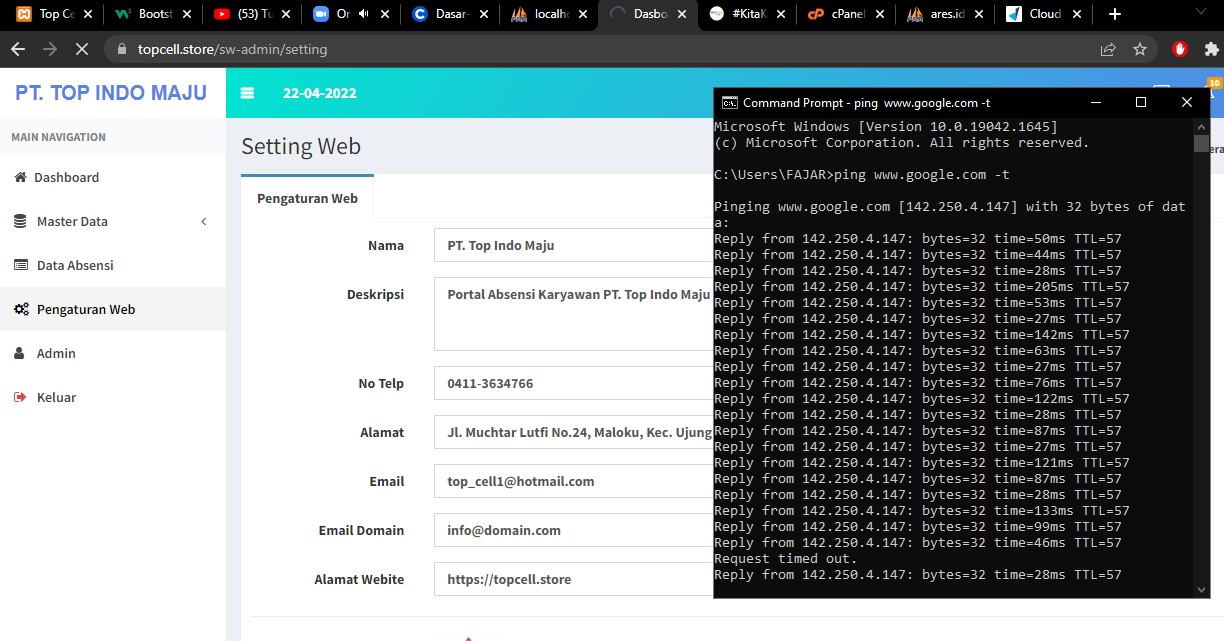 Top Ce
Boots
(53) Tu
Or
Dasar-
localho
Dasbo
#KitaK
cPanel
ares.id
Cloud
topcell.store/sw-admin/setting
10
PT. TOP INDO MAJU
22-04-2022
MAIN NAVIGATION
Dashboard
Master Data
Data Absensi
Pengaturan Web
Admin
Keluar
Setting Web
Pengaturan Web
Nama
PT. Top Indo Maju
Deskripsi
Portal Absensi Karyawan PT. Top Indo Maju
No Telp
0411-3634766
Alamat
Jl. Muchtar Lutfi No.24, Maloku, Kec. Ujung
Email
top_cell1@hotmail.com
Email Domain
info@domain.com
Alamat Webite
https://topcell.store
Command Prompt - ping www.google.com -t
Microsoft Windows [Version 10.0.19042.1645]
(c) Microsoft Corporation. All rights reserved.
C:\Users\FAJAR>ping www.google.com -t
Pinging www.google.com [142.250.4.147] with 32 bytes of dat
a:
Reply from 142.250.4.147: bytes=32 time=50ms TTL=57
Reply from 142.250.4.147: bytes=32 time=44ms TTL=57
Reply from 142.250.4.147: bytes=32 time=28ms TTL=57
Reply from 142.250.4.147: bytes=32 time=205ms TTL=57
Reply from 142.250.4.147: bytes=32 time=53ms TTL=57
Reply from 142.250.4.147: bytes=32 time=27ms TTL=57
Reply from 142.250.4.147: bytes=32 time=142ms TTL=57
Reply from 142.250.4.147: bytes=32 time=63ms TTL=57
Reply from 142.250.4.147: bytes=32 time=27ms TTL=57
Reply from 142.250.4.147: bytes=32 time=76ms TTL=57
Reply from 142.250.4.147: bytes=32 time=122ms TTL=57
Reply from 142.250.4.147: bytes=32 time=28ms TTL=57
Reply from 142.250.4.147: bytes=32 time=87ms TTL=57
Reply from 142.250.4.147: bytes=32 time=27ms TTL=57
Reply from 142.250.4.147: bytes=32 time=121ms TTL=57
Reply from 142.250.4.147: bytes=32 time=87ms TTL=57
Reply from 142.250.4.147: bytes=32 time=28ms TTL=57
Reply from 142.250.4.147: bytes=32 time=133ms TTL=57
Reply from 142.250.4.147: bytes=32 time=99ms TTL=57
Reply from 142.250.4.147: bytes=32 time=46ms TTL=57
Request timed out.
Reply from 142.250.4.147: bytes=32 time=28ms TTL=57